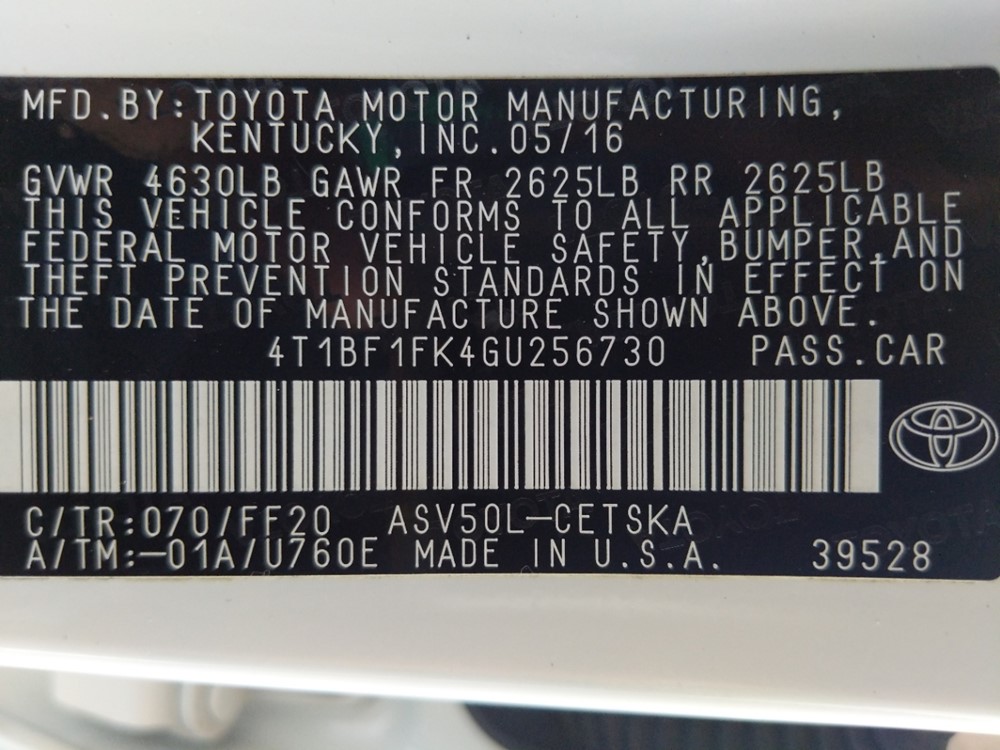 MFD.BY:TOYOTA MOTOR MANUFACTURING,
KENTUCKY,INC.05/16
GVWR 4630LB GAWR FR 2625LB RR 2625LB
THIS VEHICLE CONFORMS TO ALL APPLICABLE
FEDERAL MOTOR VEHICLE SAFETY,BUMPER,AND
THEFT PREVENTION STANDARDS IN EFFECT ON
THE DATE OF MANUFACTURE SHOWN ABOVE.
4T1BF1FK4GU256730 PASS.CAR
C/TR:070/FF20 ASV50L-CETSKA
A/TM:-01A/U760E MADE IN U.S.A. 39528